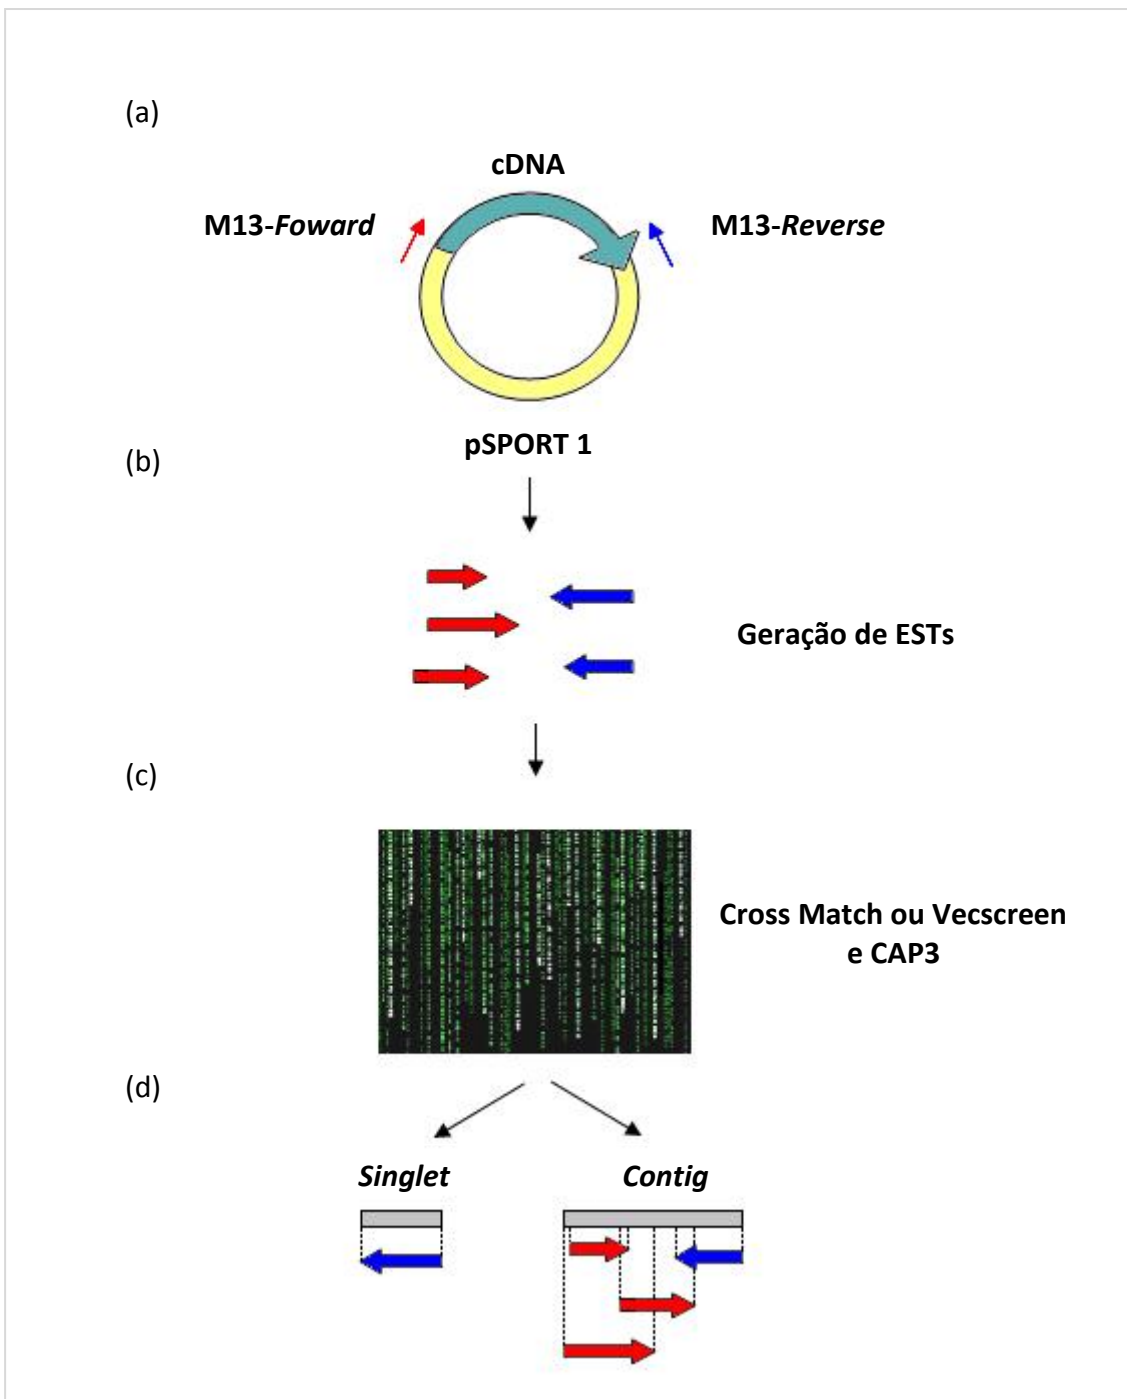 (a)
cDNA
M13-Foward
M13-Reverse
pSPORT 1
(b)
Geração de ESTs
(c)
Cross Match ou Vecscreen
e CAP3
(d)
Singlet
Contig